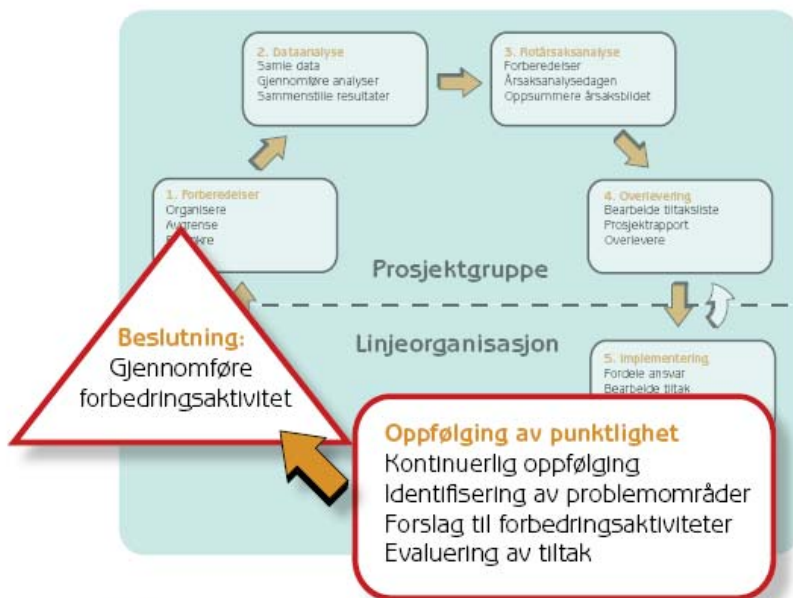 2. Dataanalyse
Samle data
Gjennomføre analyser
Sammenstille resultater
3. Rotårsaksanalyse
Forberedelser
Årsaksanalysedagen
Oppsummere årsaksbildet
1. Forberedelser
Organisere
Avgrense
4. Overlevering
Bearbeide tiltaksliste
Prosjektrapport
Overlevere
Prosjektgruppe
Linjeorganisasjon
Beslutning:
Gjennomføre
forbedringsaktivitet
5. Implementering
Fordele ansvar
Bearbeide tiltak
Oppfølging av punktlighet
Kontinuerlig oppfølging
Identifisering av problemområder
Forslag til forbedringsaktiviteter
Evaluering av tiltak